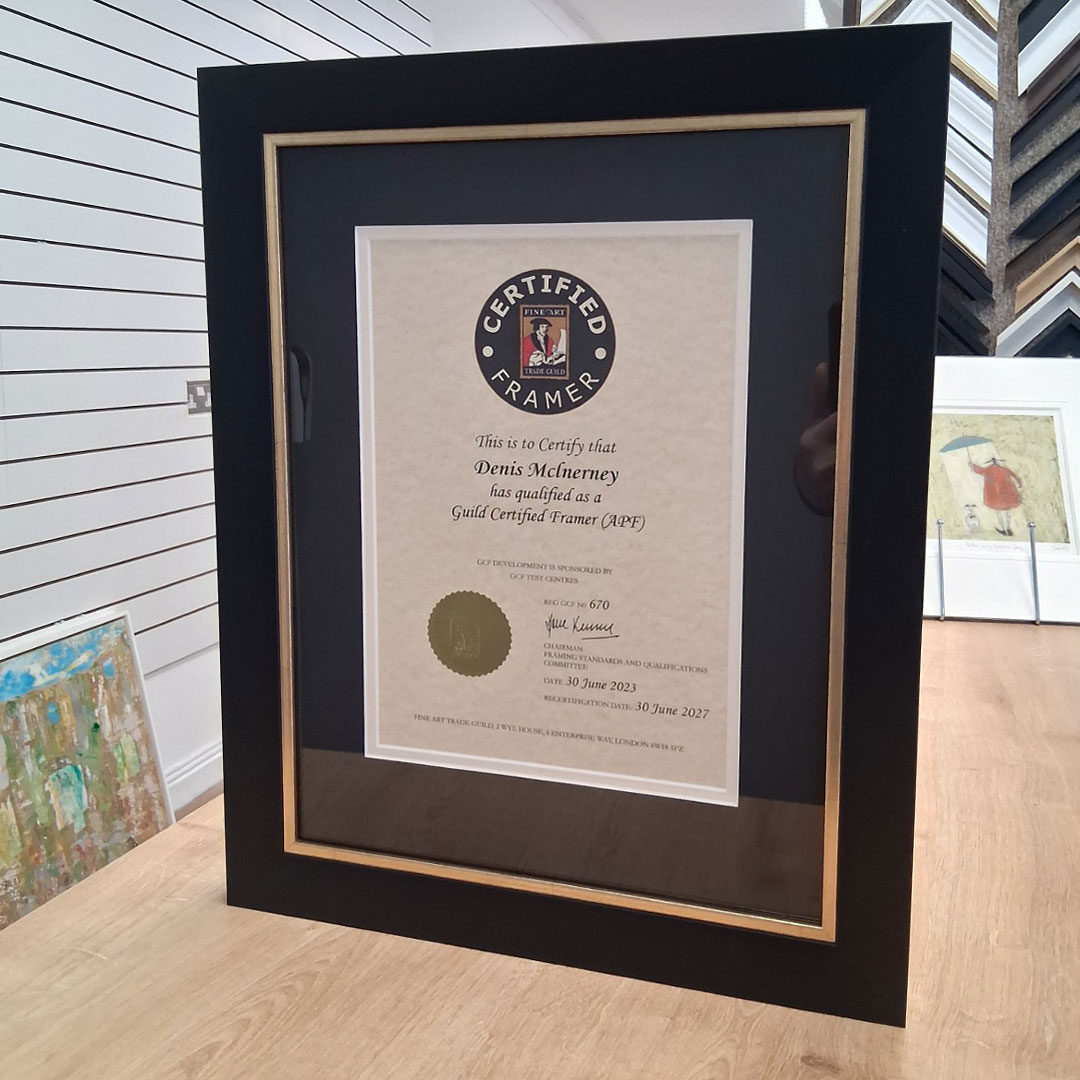 CERTIFIED
FINE ART
TRADE GUILD
FRAMER
This is to Certify that
Denis McInerney
has qualified as a
Guild Certified Framer (APF)
GCF DEVELOPMENT IS SPONSORED BY
GCF TEST CENTRES
REG GCF No 670
CHAIRMAN
FRAMING STANDARDS AND QUALIFICATIONS
COMMITTEE
DATE 30 June 2023
RECERTIFICATION DATE 30 June 2027
FINE ART TRADE GUILD, 2 WYE HOUSE, 6 ENTERPRISE WAY, LONDON SW18 1FZ